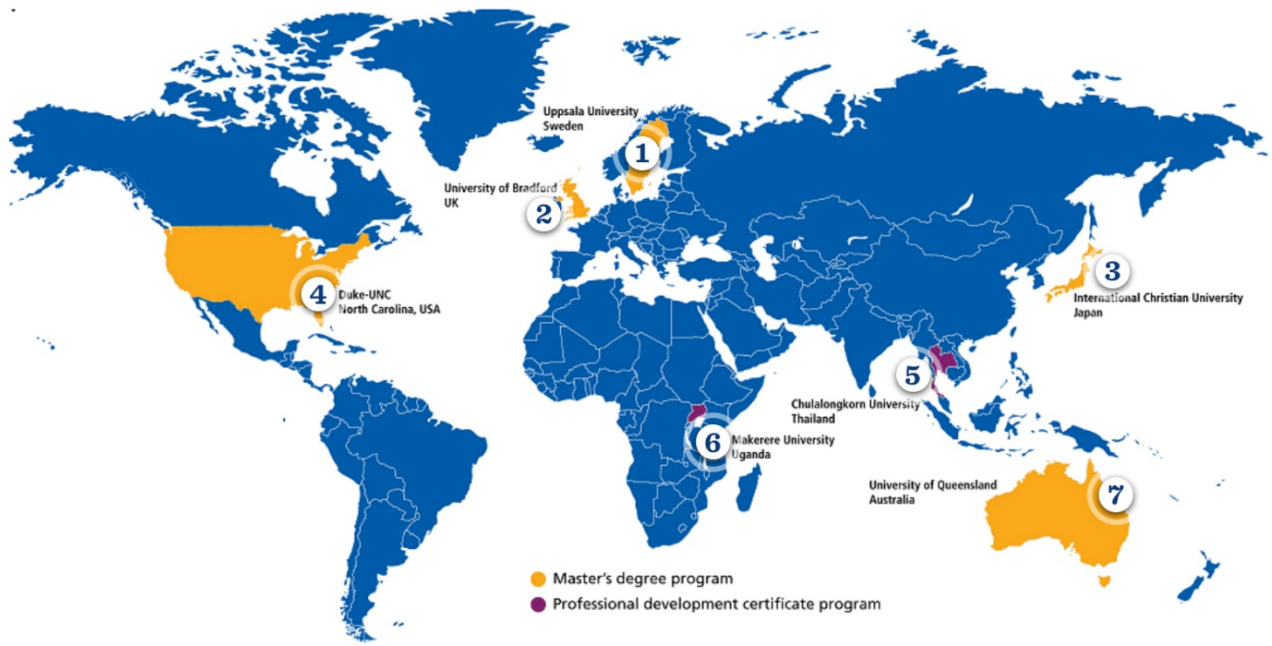 Uppsala University
Sweden
1
University of Bradford
UK
2
3
International Christian University
Japan
4
Duke-UNC
North Carolina, USA
5
Chulalongkorn University
Thailand
6
Makerere University
Uganda
University of Queensland
Australia
7
Master's degree program
Professional development certificate program